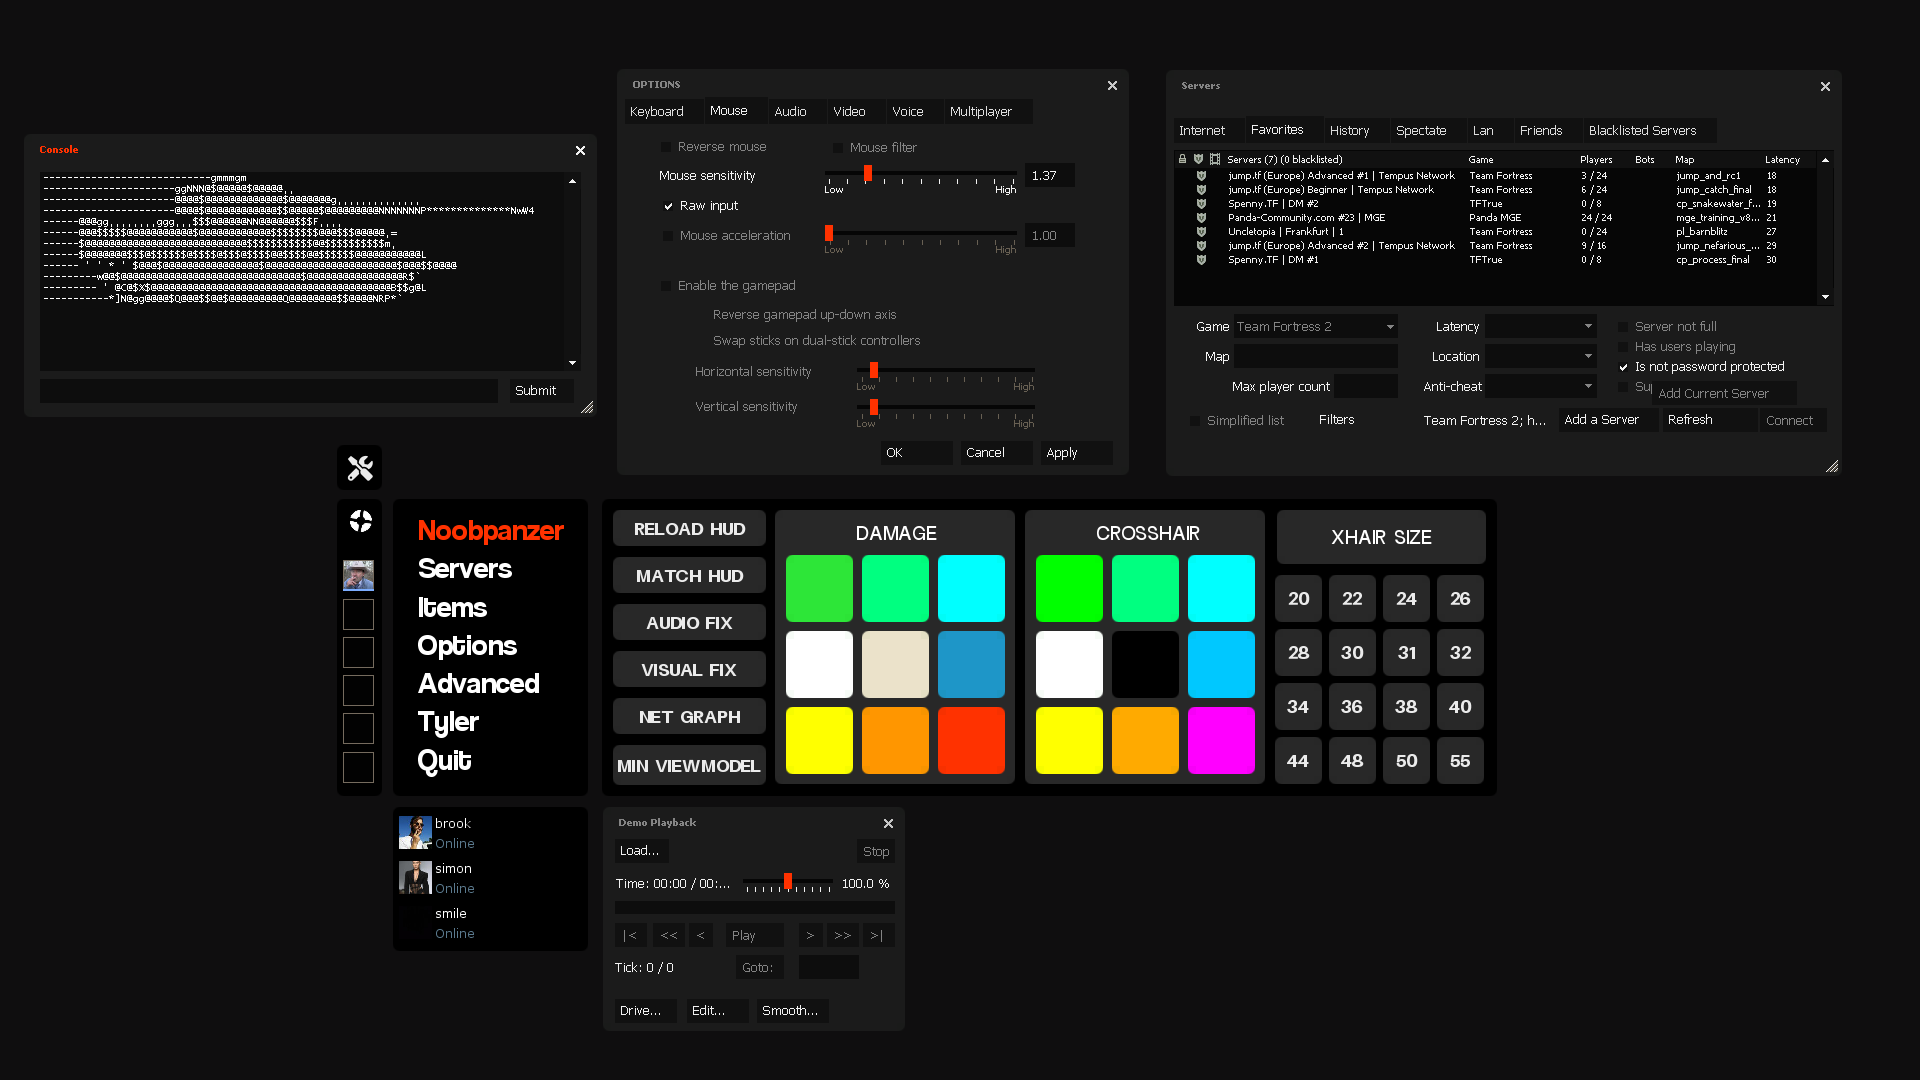 Console
Submit
OPTIONS
Keyboard Mouse Audio Video Voice Multiplayer
Reverse mouse Mouse filter
Mouse sensitivity Low High 1.37
Raw input
Mouse acceleration Low High 1.00
Enable the gamepad
Reverse gamepad up-down axis
Swap sticks on dual-stick controllers
Horizontal sensitivity Low High
Vertical sensitivity Low High
OK Cancel Apply
Servers
Internet Favorites History Spectate Lan Friends Blacklisted Servers
Servers (7) (0 blacklisted) Game Players Bots Map Latency
jump.tf (Europe) Advanced #1 | Tempus Network Team Fortress 3 / 24 jump_and_rc1 18
jump.tf (Europe) Beginner | Tempus Network Team Fortress 6 / 24 jump_catch_final 18
Spenny.TF | DM #2 TFTrue 0 / 8 cp_snakewater_f... 19
Panda-Community.com #23 | MGE Panda MGE 24 / 24 mge_training_v8... 21
Uncletopia | Frankfurt | 1 Team Fortress 0 / 24 pl_barnblitz 27
jump.tf (Europe) Advanced #2 | Tempus Network Team Fortress 9 / 16 jump_nefarious_... 29
Spenny.TF | DM #1 TFTrue 0 / 8 cp_process_final 30
Game Team Fortress 2 Latency Server not full
Has users playing
Map Location Is not password protected
Max player count Anti-cheat Su
Add Current Server
Simplified list Filters Team Fortress 2; h... Add a Server Refresh Connect
Noobpanzer
Servers
Items
Options
Advanced
Tyler
Quit
RELOAD HUD
MATCH HUD
AUDIO FIX
VISUAL FIX
NET GRAPH
MIN VIEWMODEL
DAMAGE
CROSSHAIR
XHAIR SIZE
20 22 24 26
28 30 31 32
34 36 38 40
44 48 50 55
brook
Online
simon
Online
smile
Online
Demo Playback
Load... Stop
Time: 00:00 / 00:... 100.0 %
|< << < Play > >> >|
Tick: 0 / 0 Goto:
Drive... Edit... Smooth...